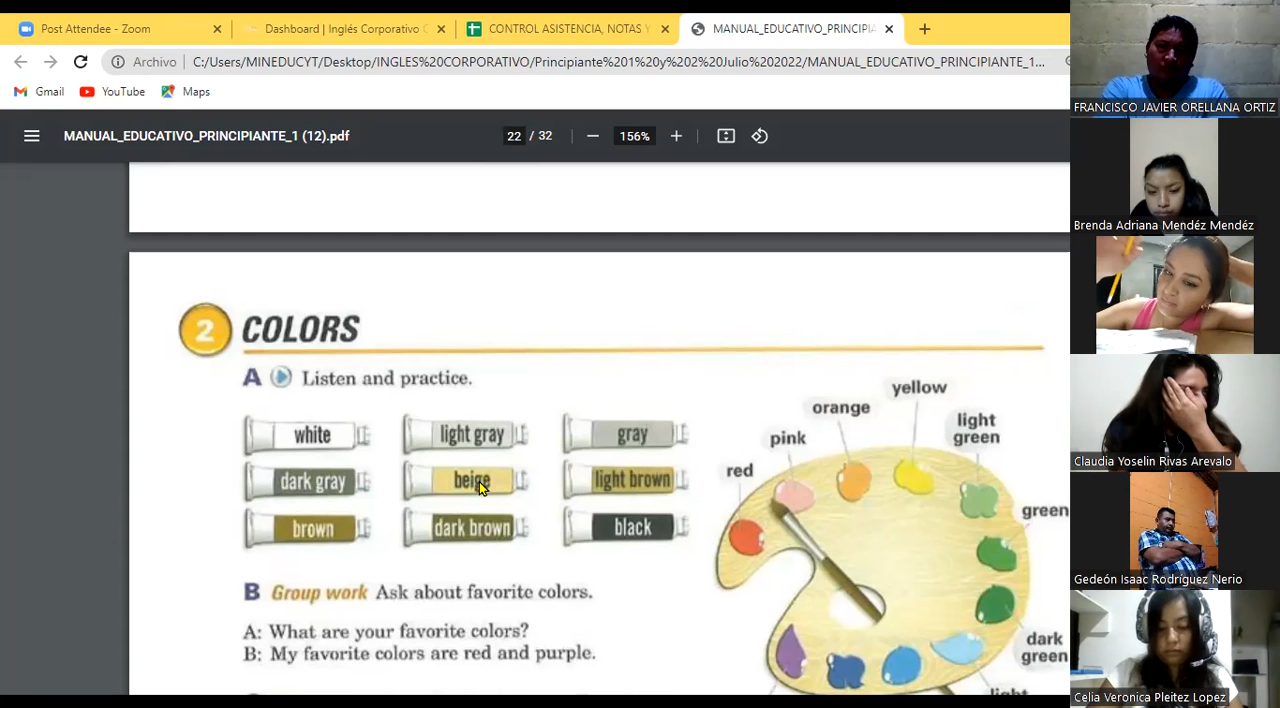 Post Attendee - Zoom
Dashboard | Inglés Corporativo
CONTROL ASISTENCIA, NOTAS Y
MANUAL_EDUCATIVO_PRINCIPIA
Archivo
C:/Users/MINEDUCYT/Desktop/INGLES%20CORPORATIVO/Principiante%201%20y%202%20Julio%202022/MANUAL_EDUCATIVO_PRINCIPIANTE_1...
Gmail YouTube Maps
MANUAL_EDUCATIVO_PRINCIPIANTE_1 (12).pdf
22 / 32
156%
2 COLORS
A Listen and practice.
white light gray gray
dark gray beige light brown
brown dark brown black
B Group work Ask about favorite colors.
A: What are your favorite colors?
B: My favorite colors are red and purple.
red
pink
orange
yellow
light
green
green
dark
green
light
FRANCISCO JAVIER ORELLANA ORTIZ
Brenda Adriana Mendéz Mendéz
Claudia Yoselin Rivas Arevalo
Gedeón Isaac Rodríguez Nerio
Celia Veronica Pleitez Lopez